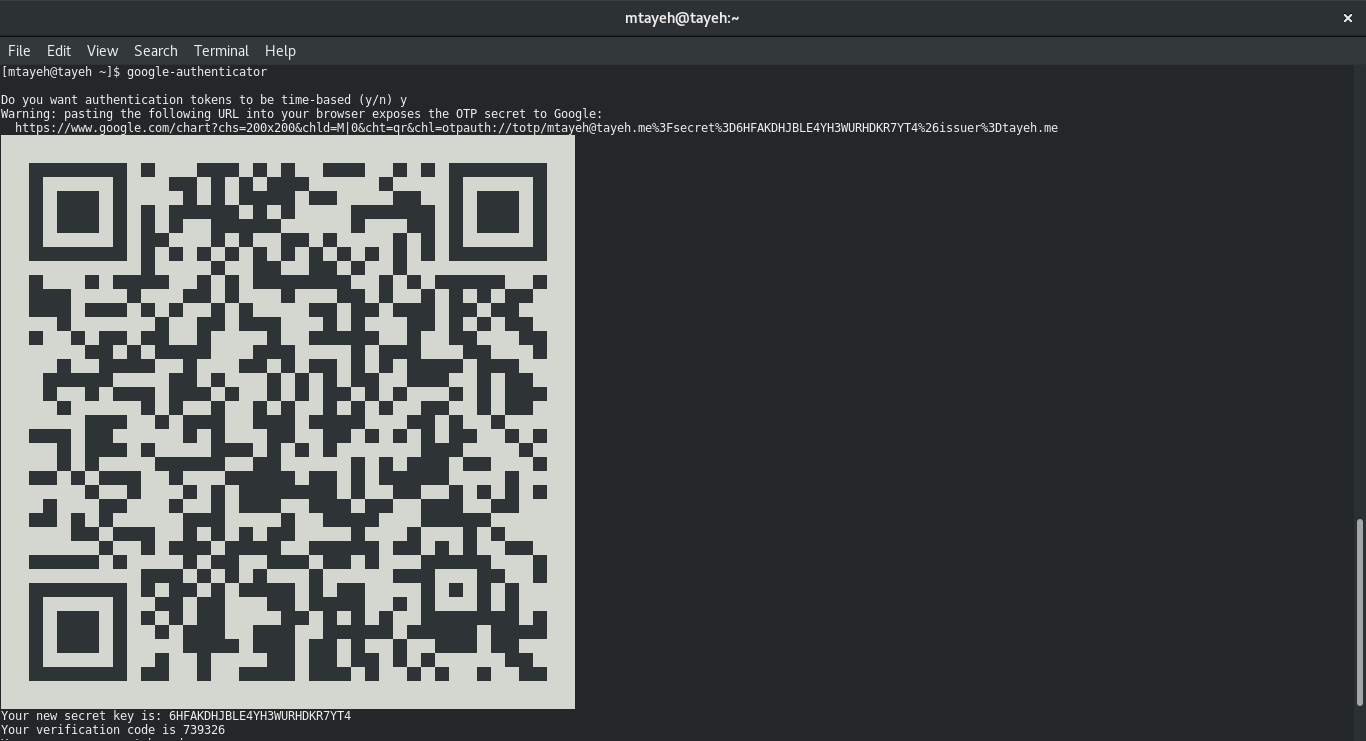 mtayeh@tayeh:~
File Edit View Search Terminal Help
[mtayeh@tayeh ~]$ google-authenticator
Do you want authentication tokens to be time-based (y/n) y
Warning: pasting the following URL into your browser exposes the OTP secret to Google:
https://www.google.com/chart?chs=200x200&chld=M|0&cht=qr&chl=otpauth://totp/mtayeh@tayeh.me%3Fsecret%3D6HFAKDHJBLE4YH3WURHDKR7YT4%26issuer%3Dtayeh.me
Your new secret key is: 6HFAKDHJBLE4YH3WURHDKR7YT4
Your verification code is 739326